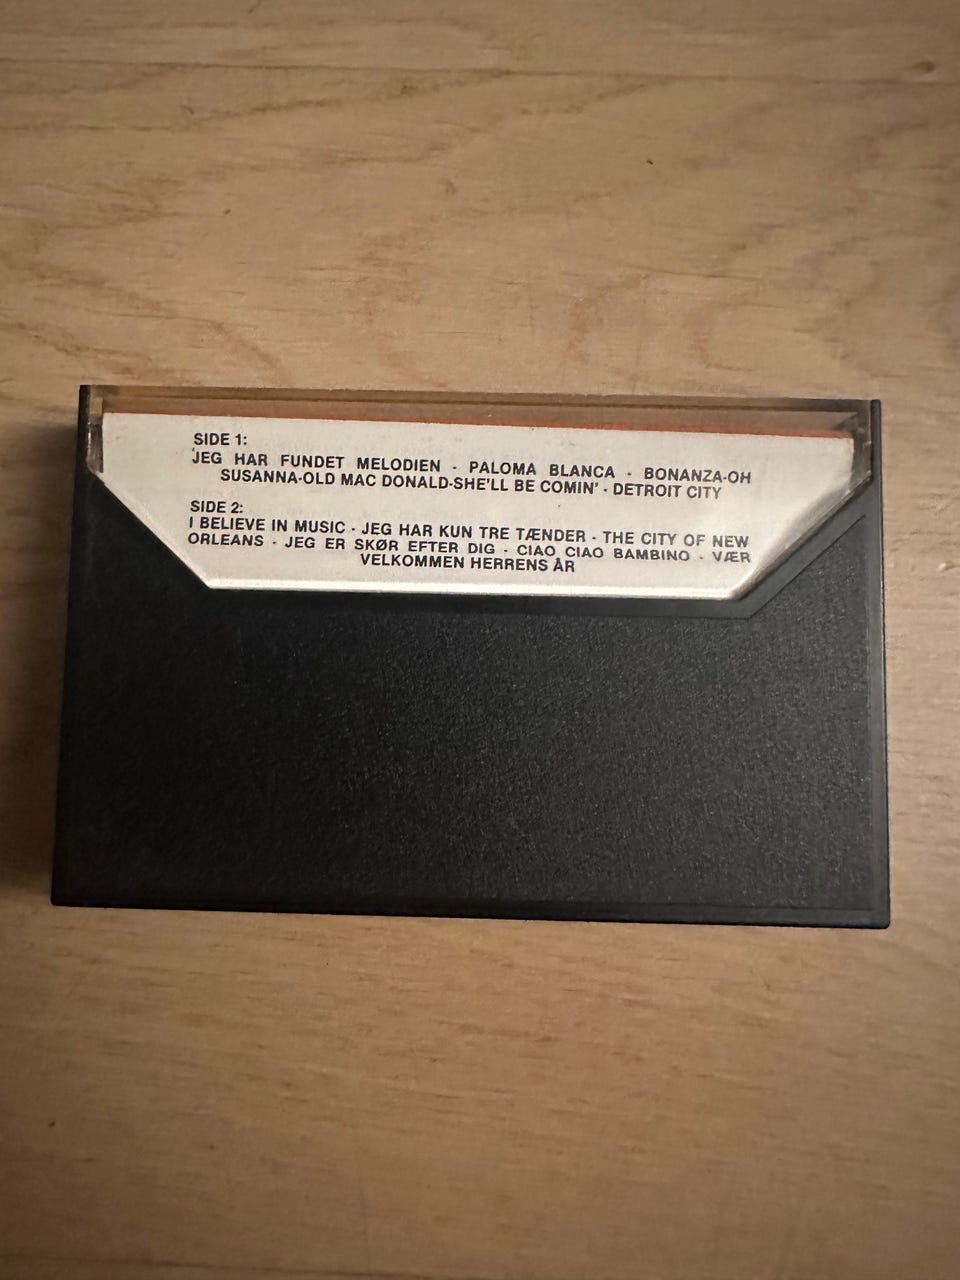 SIDE 1:
JEG HAR FUNDET MELODIEN - PALOMA BLANCA - BONANZA-OH
SUSANNA-OLD MAC DONALD-SHE'LL BE COMIN' - DETROIT CITY
SIDE 2:
I BELIEVE IN MUSIC - JEG HAR KUN TRE TÆNDER - THE CITY OF NEW
ORLEANS - JEG ER SKØR EFTER DIG - CIAO CIAO BAMBINO - VÆR
VELKOMMEN HERRENS ÅR